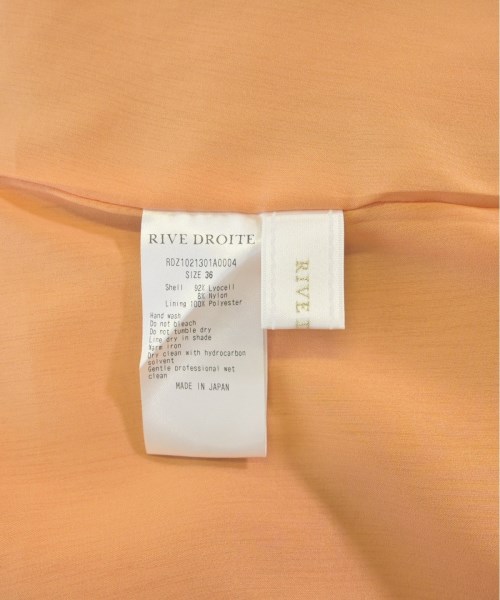 RIVE DROITE
RDZ1021301A0004
SIZE 36
Shell 92% Lyocell
8% Nylon
Lining 100% Polyester
Hand wash
Do not bleach
Do not tumble dry
Line dry in shade
Warm iron
Dry clean with hydrocarbon
solvent
Gentle professional wet
clean
MADE IN JAPAN
RIVE D